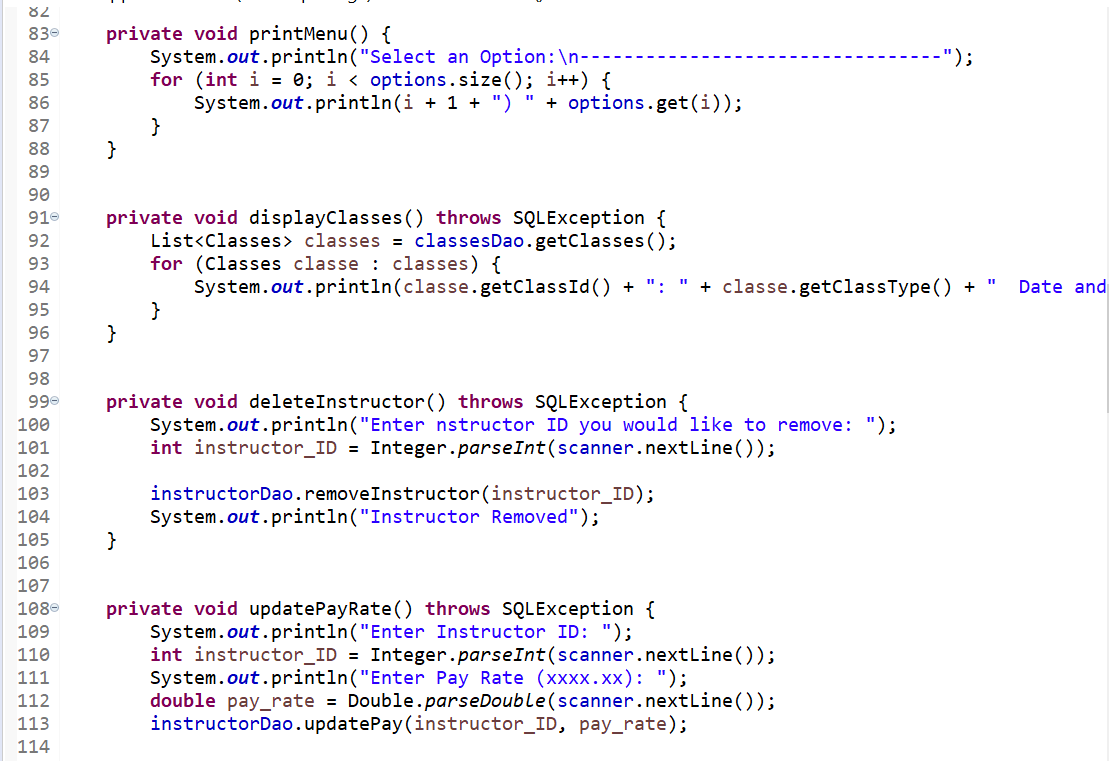 82
83 private void printMenu() {
84 System.out.println("Select an Option:\n---------------------------------");
85 for (int i = 0; i < options.size(); i++) {
86 System.out.println(i + 1 + ") " + options.get(i));
87 }
88 }
89
90
91 private void displayClasses() throws SQLException {
92 List<Classes> classes = classesDao.getClasses();
93 for (Classes classe : classes) {
94 System.out.println(classe.getClassId() + ": " + classe.getClassType() + "  Date and
95 }
96 }
97
98
99 private void deleteInstructor() throws SQLException {
100 System.out.println("Enter nstructor ID you would like to remove: ");
101 int instructor_ID = Integer.parseInt(scanner.nextLine());
102
103 instructorDao.removeInstructor(instructor_ID);
104 System.out.println("Instructor Removed");
105 }
106
107
108 private void updatePayRate() throws SQLException {
109 System.out.println("Enter Instructor ID: ");
110 int instructor_ID = Integer.parseInt(scanner.nextLine());
111 System.out.println("Enter Pay Rate (xxxx.xx): ");
112 double pay_rate = Double.parseDouble(scanner.nextLine());
113 instructorDao.updatePay(instructor_ID, pay_rate);
114